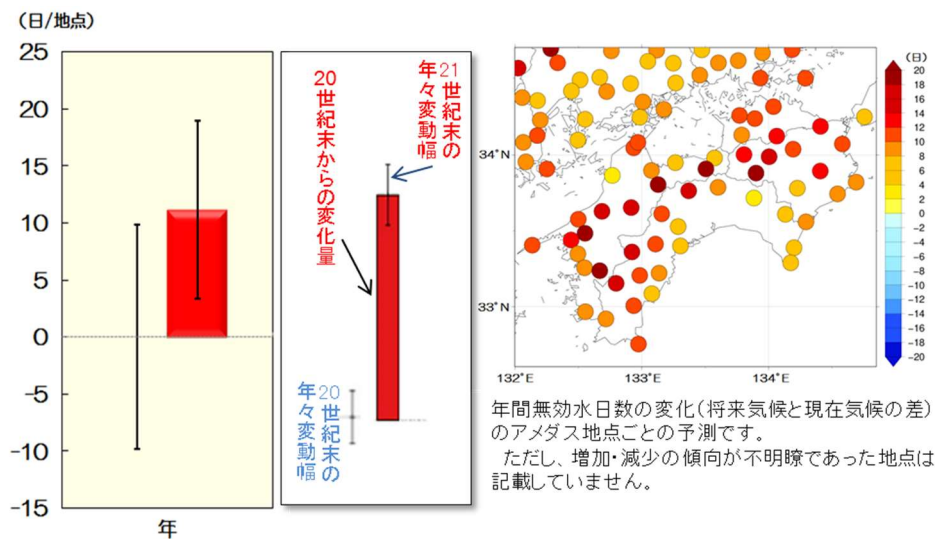 （日/地点）
25
20
15
10
5
0
-5
-10
-15
年
21世紀末の
年々変動幅
20世紀末からの変化量
20世紀末の
年々変動幅
34°N
33°N
132°E
133°E
134°E
（日）
20
18
16
14
12
10
8
6
4
2
0
-2
-4
-6
-8
-10
-12
-14
-16
-18
-20
年間無効水日数の変化（将来気候と現在気候の差）
のアメダス地点ごとの予測です。
ただし、増加・減少の傾向が不明瞭であった地点は
記載していません。